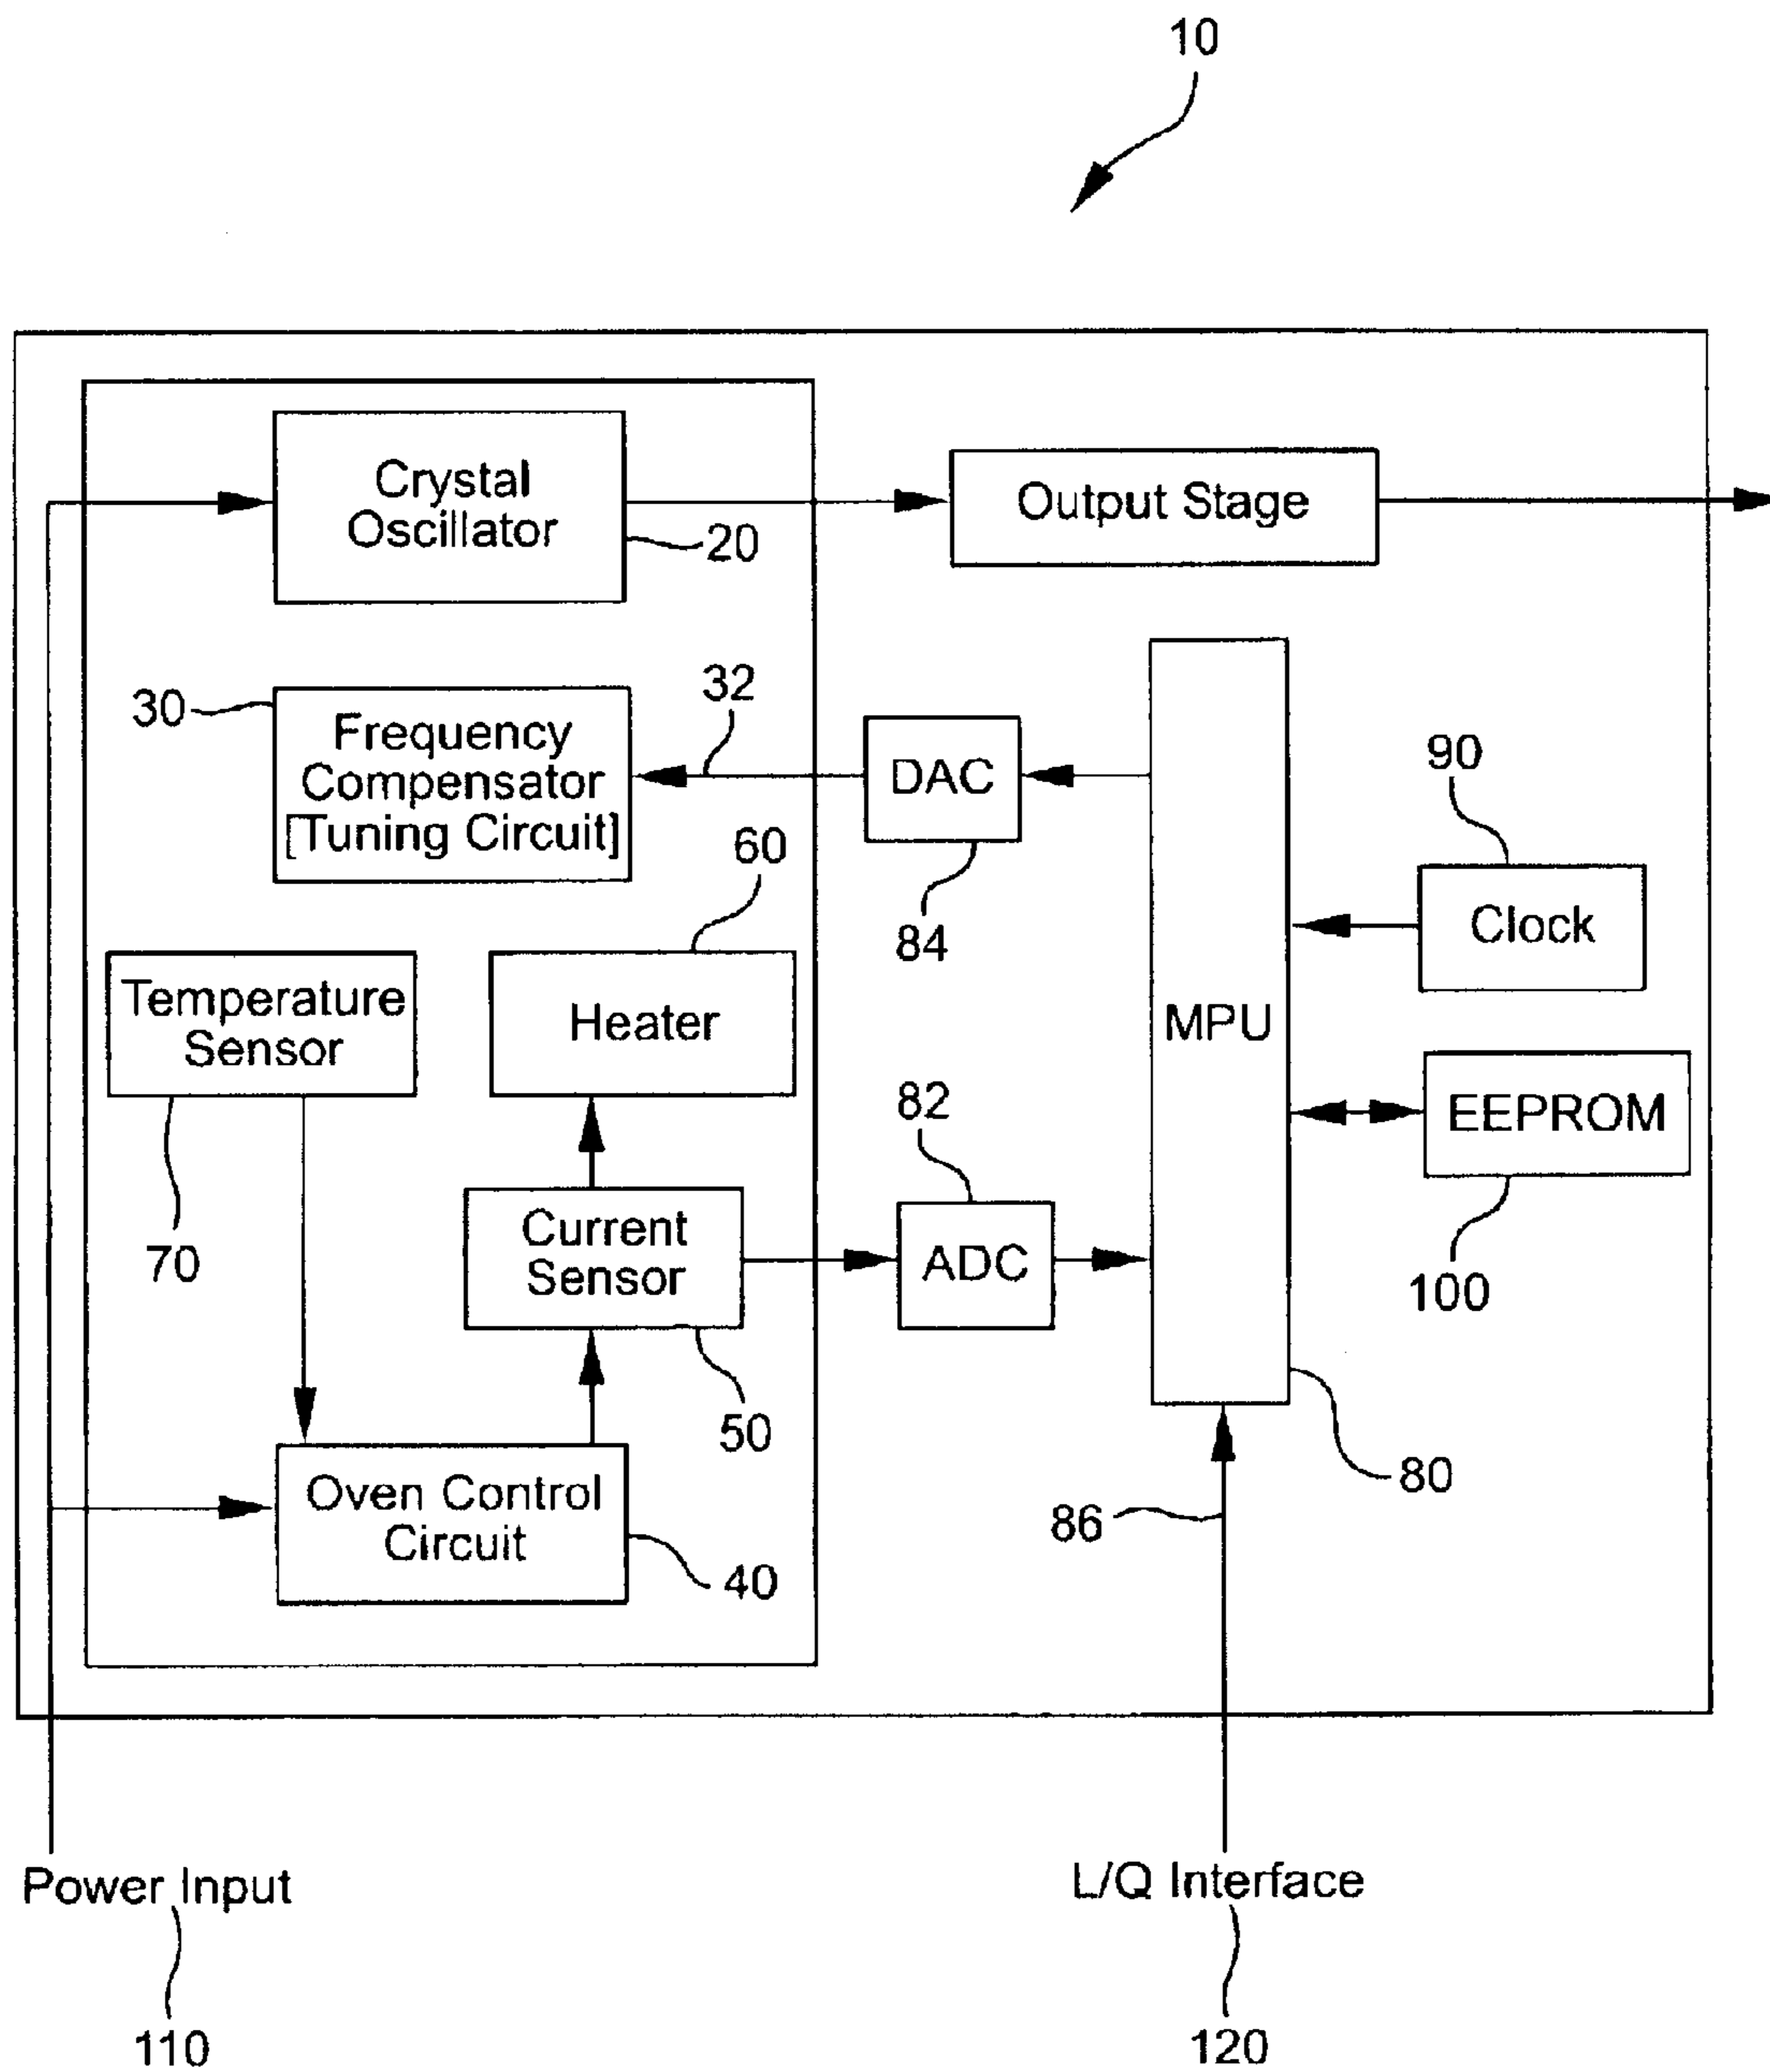 10
Crystal
Oscillator
20
Output Stage
30
Frequency
Compensator
[Tuning Circuit]
32
DAC
84
90
Clock
60
Temperature
Sensor
70
Heater
MPU
82
EEPROM
100
Current
Sensor
50
ADC
80
86
Oven Control
Circuit
40
Power Input
110
L/Q Interface
120